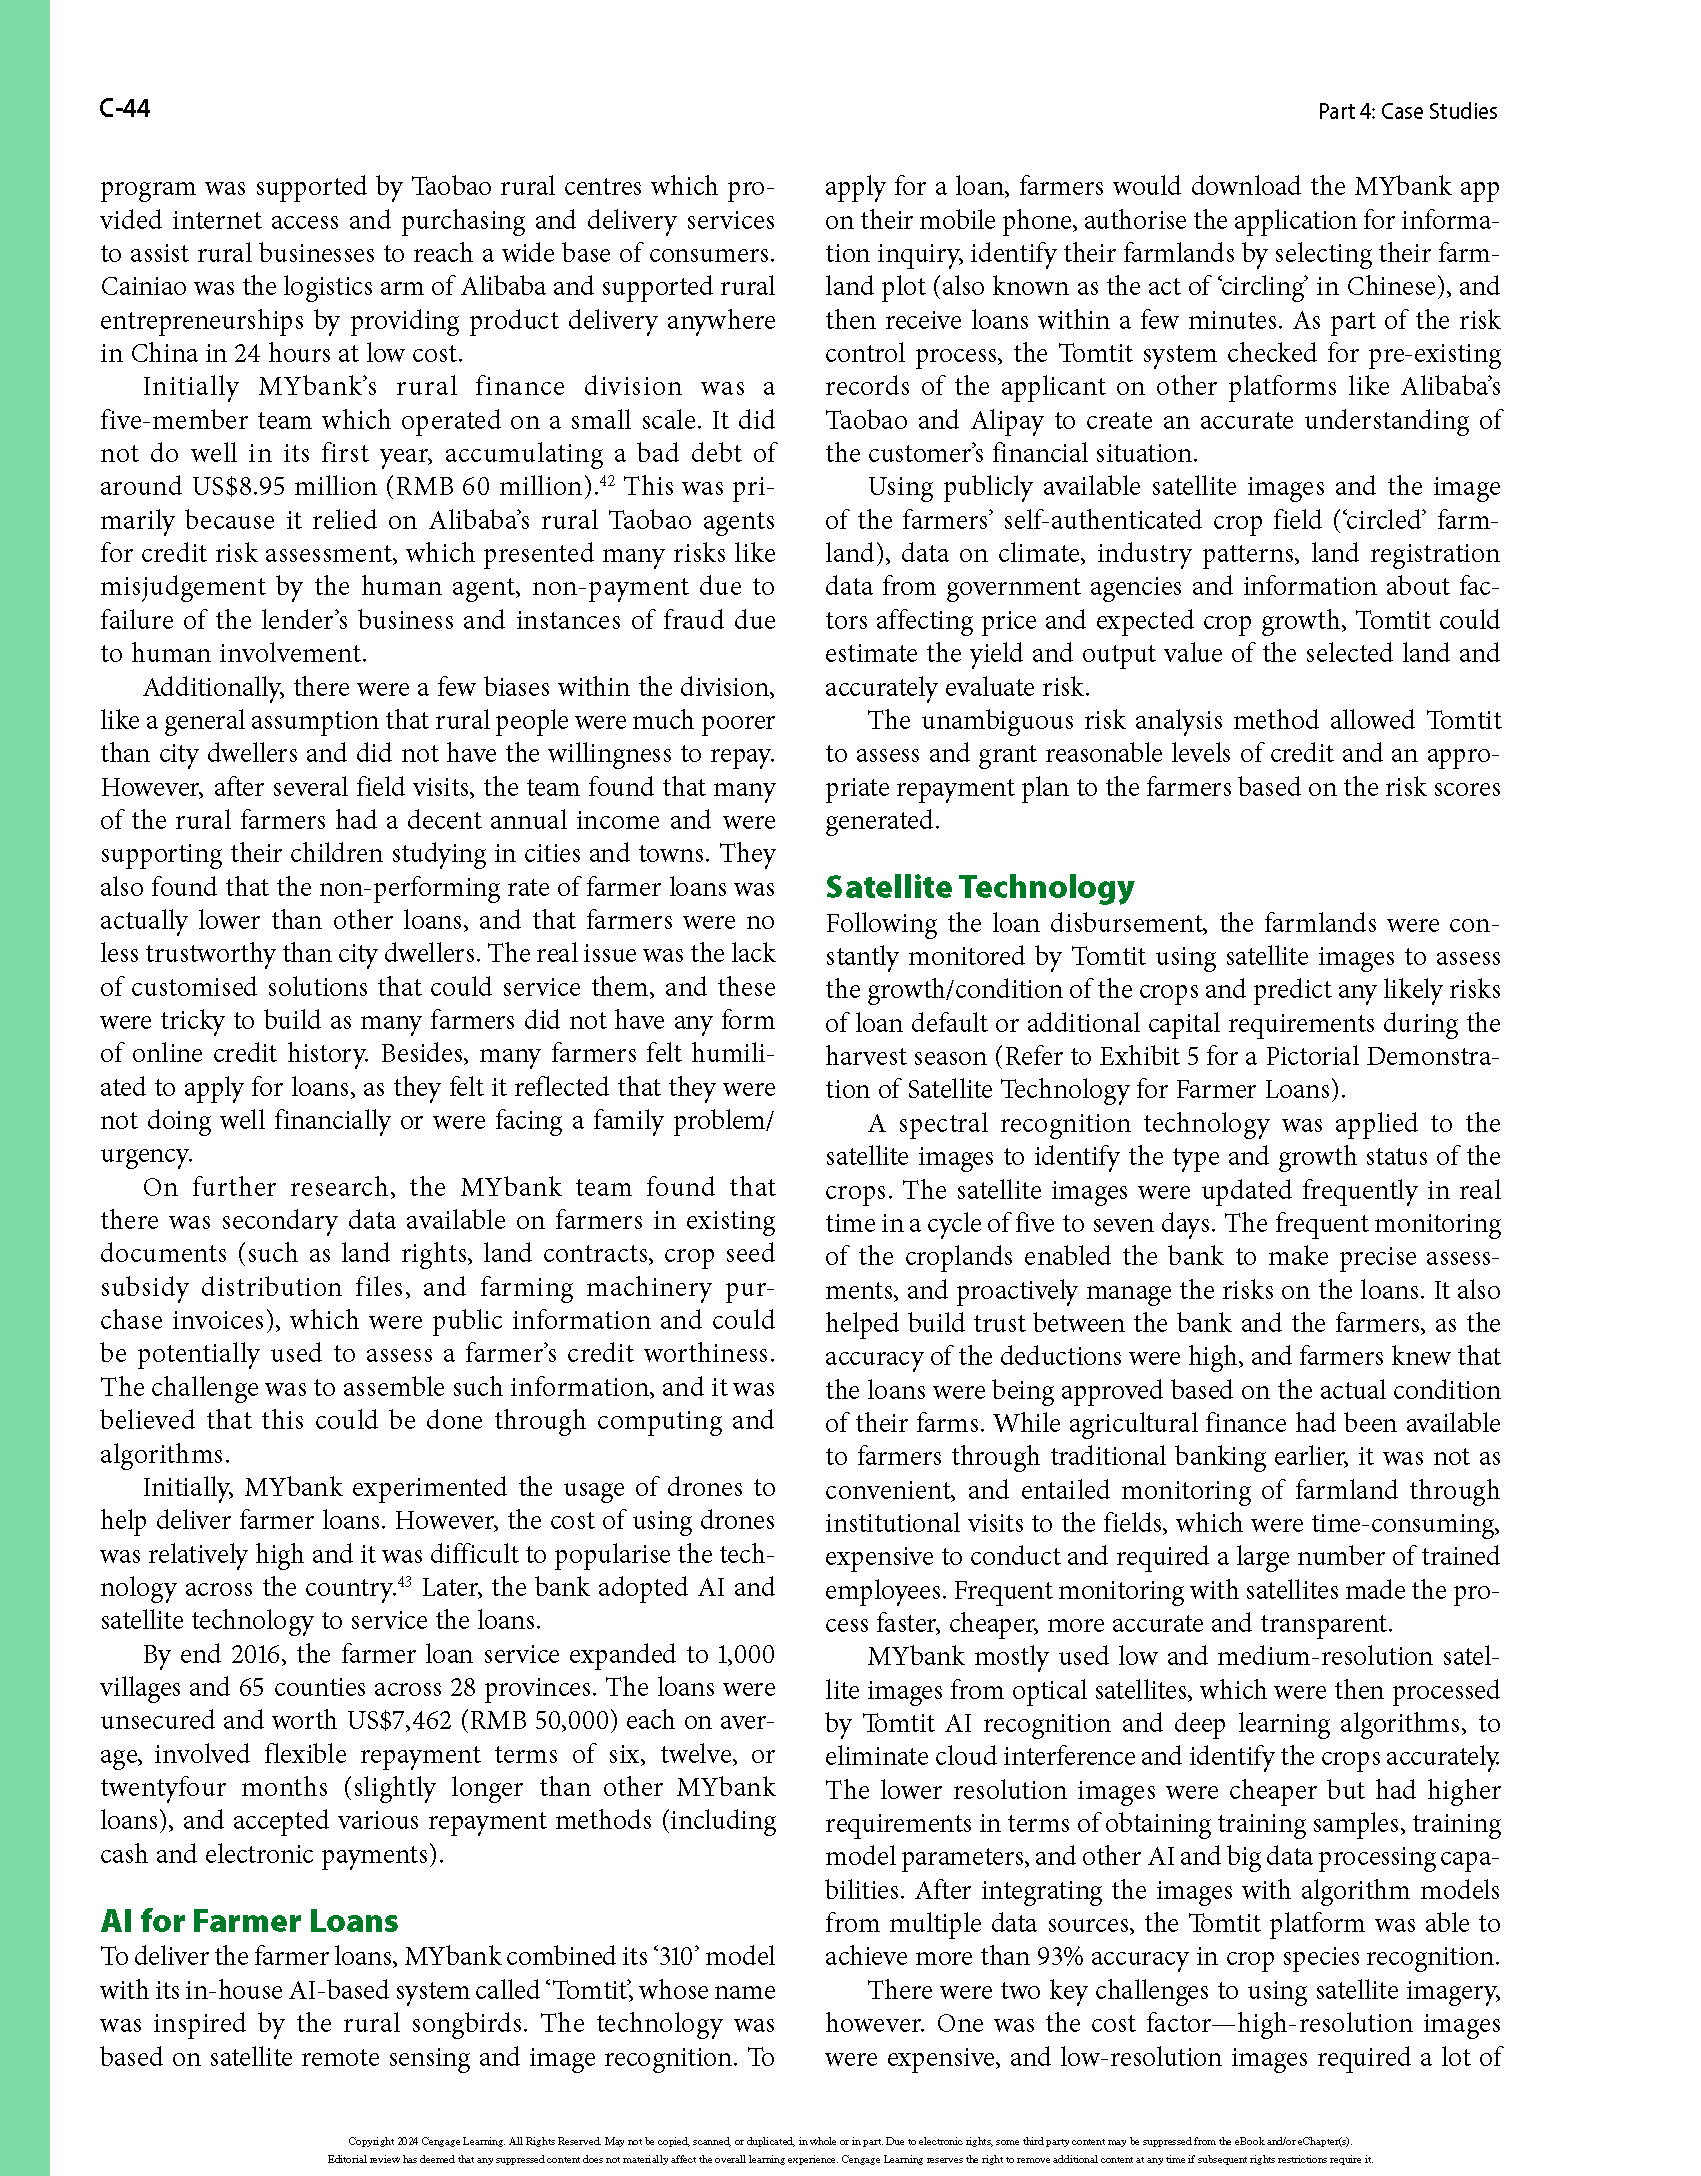 C-44
Part 4: Case Studies
program was supported by Taobao rural centres which pro-
vided internet access and purchasing and delivery services
to assist rural businesses to reach a wide base of consumers.
Cainiao was the logistics arm of Alibaba and supported rural
entrepreneurships by providing product delivery anywhere
in China in 24 hours at low cost.
Initially MYbank’s rural finance division was a
five-member team which operated on a small scale. It did
not do well in its first year, accumulating a bad debt of
around US$8.95 million (RMB 60 million).42 This was pri-
marily because it relied on Alibaba’s rural Taobao agents
for credit risk assessment, which presented many risks like
misjudgement by the human agent, non-payment due to
failure of the lender’s business and instances of fraud due
to human involvement.
Additionally, there were a few biases within the division,
like a general assumption that rural people were much poorer
than city dwellers and did not have the willingness to repay.
However, after several field visits, the team found that many
of the rural farmers had a decent annual income and were
supporting their children studying in cities and towns. They
also found that the non-performing rate of farmer loans was
actually lower than other loans, and that farmers were no
less trustworthy than city dwellers. The real issue was the lack
of customised solutions that could service them, and these
were tricky to build as many farmers did not have any form
of online credit history. Besides, many farmers felt humili-
ated to apply for loans, as they felt it reflected that they were
not doing well financially or were facing a family problem/
urgency.
On further research, the MYbank team found that
there was secondary data available on farmers in existing
documents (such as land rights, land contracts, crop seed
subsidy distribution files, and farming machinery pur-
chase invoices), which were public information and could
be potentially used to assess a farmer’s credit worthiness.
The challenge was to assemble such information, and it was
believed that this could be done through computing and
algorithms.
Initially, MYbank experimented the usage of drones to
help deliver farmer loans. However, the cost of using drones
was relatively high and it was difficult to popularise the tech-
nology across the country.43 Later, the bank adopted AI and
satellite technology to service the loans.
By end 2016, the farmer loan service expanded to 1,000
villages and 65 counties across 28 provinces. The loans were
unsecured and worth US$7,462 (RMB 50,000) each on aver-
age, involved flexible repayment terms of six, twelve, or
twentyfour months (slightly longer than other MYbank
loans), and accepted various repayment methods (including
cash and electronic payments).
AI for Farmer Loans
To deliver the farmer loans, MYbank combined its ‘310’ model
with its in-house AI-based system called ‘Tomtit’, whose name
was inspired by the rural songbirds. The technology was
based on satellite remote sensing and image recognition. To
apply for a loan, farmers would download the MYbank app
on their mobile phone, authorise the application for informa-
tion inquiry, identify their farmlands by selecting their farm-
land plot (also known as the act of ‘circling’ in Chinese), and
then receive loans within a few minutes. As part of the risk
control process, the Tomtit system checked for pre-existing
records of the applicant on other platforms like Alibaba’s
Taobao and Alipay to create an accurate understanding of
the customer’s financial situation.
Using publicly available satellite images and the image
of the farmers’ self-authenticated crop field (‘circled’ farm-
land), data on climate, industry patterns, land registration
data from government agencies and information about fac-
tors affecting price and expected crop growth, Tomtit could
estimate the yield and output value of the selected land and
accurately evaluate risk.
The unambiguous risk analysis method allowed Tomtit
to assess and grant reasonable levels of credit and an appro-
priate repayment plan to the farmers based on the risk scores
generated.
Satellite Technology
Following the loan disbursement, the farmlands were con-
stantly monitored by Tomtit using satellite images to assess
the growth/condition of the crops and predict any likely risks
of loan default or additional capital requirements during the
harvest season (Refer to Exhibit 5 for a Pictorial Demonstra-
tion of Satellite Technology for Farmer Loans).
A spectral recognition technology was applied to the
satellite images to identify the type and growth status of the
crops. The satellite images were updated frequently in real
time in a cycle of five to seven days. The frequent monitoring
of the croplands enabled the bank to make precise assess-
ments, and proactively manage the risks on the loans. It also
helped build trust between the bank and the farmers, as the
accuracy of the deductions were high, and farmers knew that
the loans were being approved based on the actual condition
of their farms. While agricultural finance had been available
to farmers through traditional banking earlier, it was not as
convenient, and entailed monitoring of farmland through
institutional visits to the fields, which were time-consuming,
expensive to conduct and required a large number of trained
employees. Frequent monitoring with satellites made the pro-
cess faster, cheaper, more accurate and transparent.
MYbank mostly used low and medium-resolution satel-
lite images from optical satellites, which were then processed
by Tomtit AI recognition and deep learning algorithms, to
eliminate cloud interference and identify the crops accurately.
The lower resolution images were cheaper but had higher
requirements in terms of obtaining training samples, training
model parameters, and other AI and big data processing capa-
bilities. After integrating the images with algorithm models
from multiple data sources, the Tomtit platform was able to
achieve more than 93% accuracy in crop species recognition.
There were two key challenges to using satellite imagery,
however. One was the cost factor—high-resolution images
were expensive, and low-resolution images required a lot of
Copyright 2024 Cengage Learning. All Rights Reserved. May not be copied, scanned, or duplicated, in whole or in part. Due to electronic rights, some third party content may be suppressed from the eBook and/or eChapter(s).
Editorial review has deemed that any suppressed content does not materially affect the overall learning experience. Cengage Learning reserves the right to remove additional content at any time if subsequent rights restrictions require it.